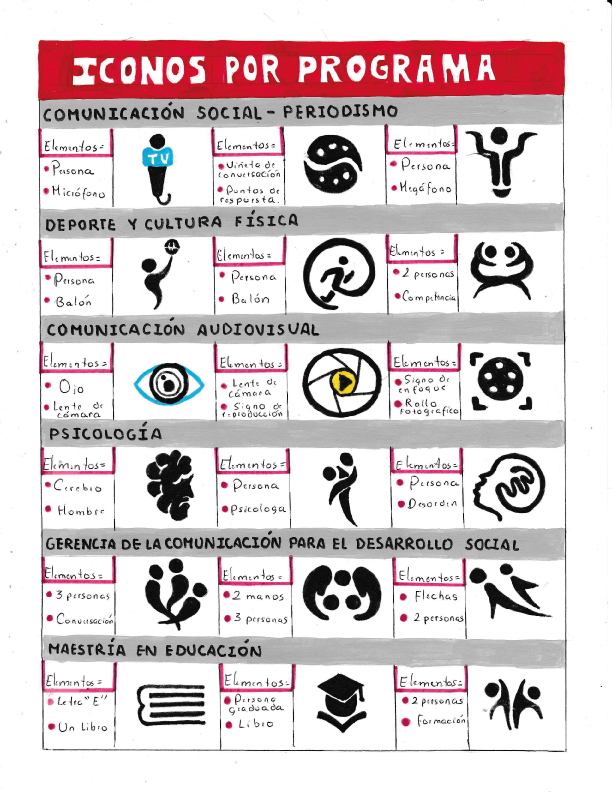 ICONOS POR PROGRAMA
COMUNICACIÓN SOCIAL - PERIODISMO
Elementos=
Persona
Micrófono
TV
Elementos=
Viñeta de
conversación
Puntos de
respuesta.
Elementos=
Persona
Megáfono
DEPORTE Y CULTURA FÍSICA
Elementos=
Persona
Balón
Elementos=
Persona
Balón
Elementos=
2 personas
Competencia
COMUNICACIÓN AUDIOVISUAL
Elementos=
Ojo
Lente de
cámara
Elementos=
Lente de
cámara
Signo de
reproducción
Elementos=
Signo de
enfoque
Rollo
fotográfico
PSICOLOGÍA
Elementos=
Cerebro
Hombre
Elementos=
Persona
Psicologa
Elementos=
Persona
Desorden
GERENCIA DE LA COMUNICACIÓN PARA EL DESARROLLO SOCIAL
Elementos=
3 personas
Conversación
Elementos=
2 manos
3 personas
Elementos=
Flechas
2 personas
MAESTRÍA EN EDUCACIÓN
Elementos=
Letra "E"
Un Libro
Elementos=
Persona
graduada
Libro
Elementos=
2 personas
Formación